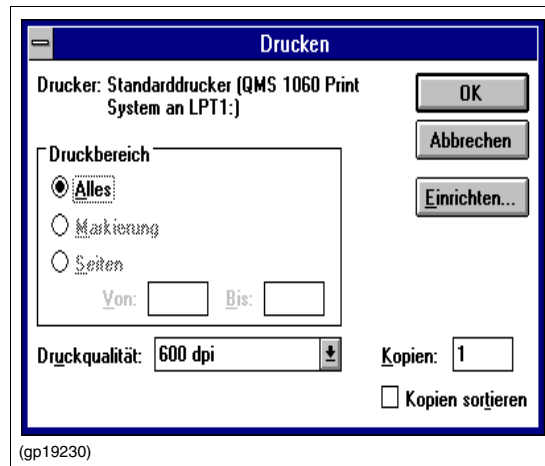 Drucken
Drucker: Standarddrucker (QMS 1060 Print
System an LPT1:)
OK
Abbrechen
Einrichten...
Druckbereich
Alles
Markierung
Seiten
Von:
Bis:
Druckqualität: 600 dpi
Kopien: 1
Kopien sortieren
(gp19230)